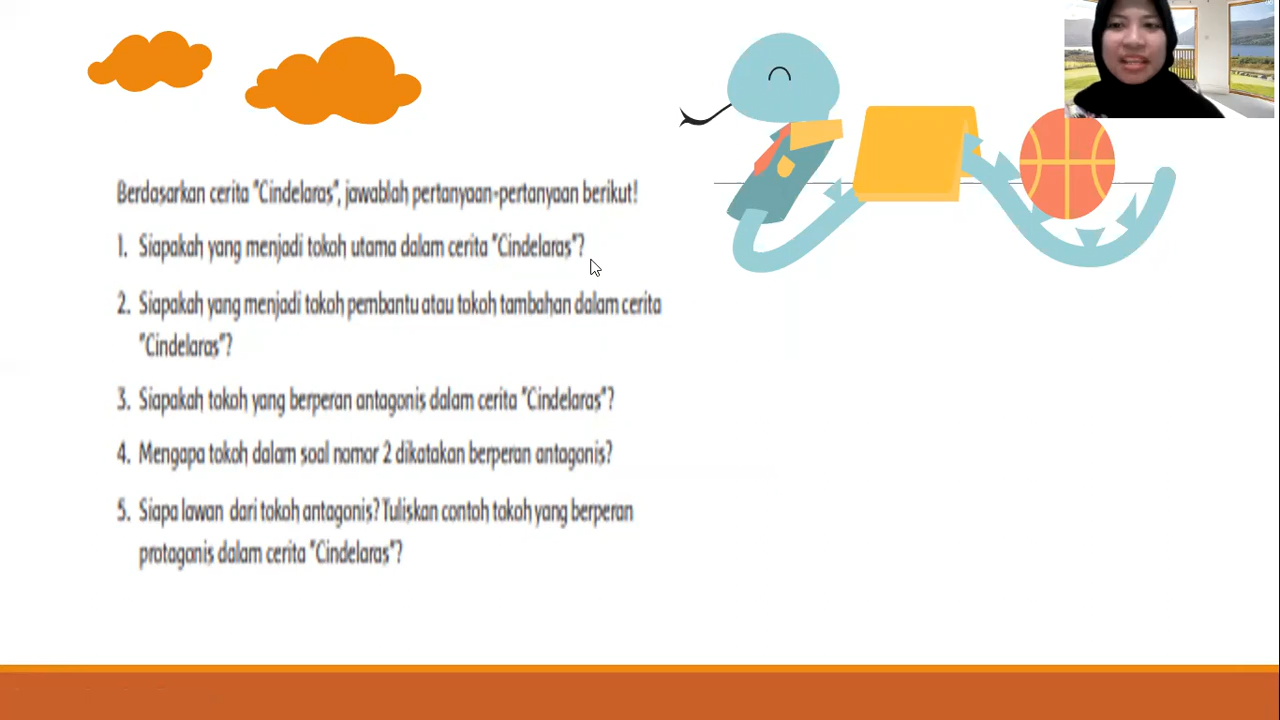 Berdasarkan cerita "Cindelaras", jawablah pertanyaan-pertanyaan berikut!
1. Siapakah yang menjadi tokoh utama dalam cerita "Cindelaras"?
2. Siapakah yang menjadi tokoh pembantu atau tokoh tambahan dalam cerita
"Cindelaras"?
3. Siapakah tokoh yang berperan antagonis dalam cerita "Cindelaras"?
4. Mengapa tokoh dalam soal nomor 2 dikatakan berperan antagonis?
5. Siapa lawan dari tokoh antagonis? Tuliskan contoh tokoh yang berperan
protagonis dalam cerita "Cindelaras"?